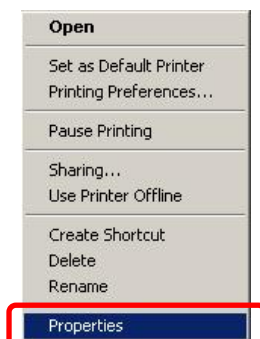 Open
Set as Default Printer
Printing Preferences...
Pause Printing
Sharing...
Use Printer Offline
Create Shortcut
Delete
Rename
Properties